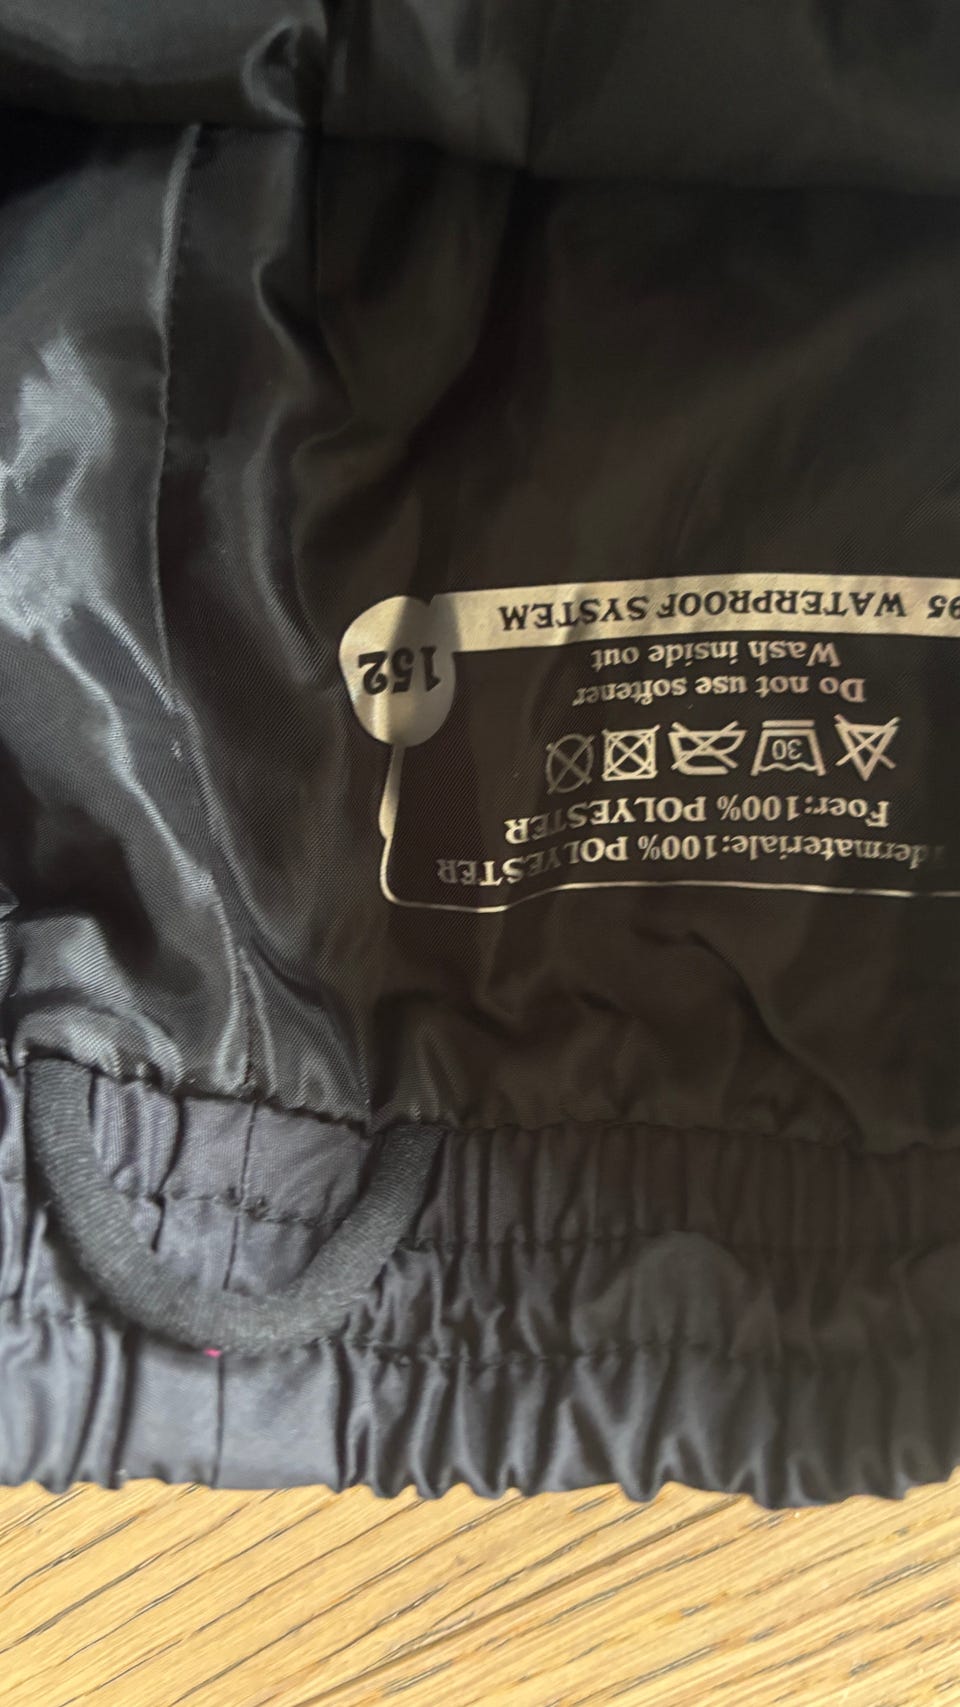 dermateriale:100% POLYESTER
Foer:100% POLYESTER
30
Do not use softener
Wash inside out
95 WATERPROOF SYSTEM
152